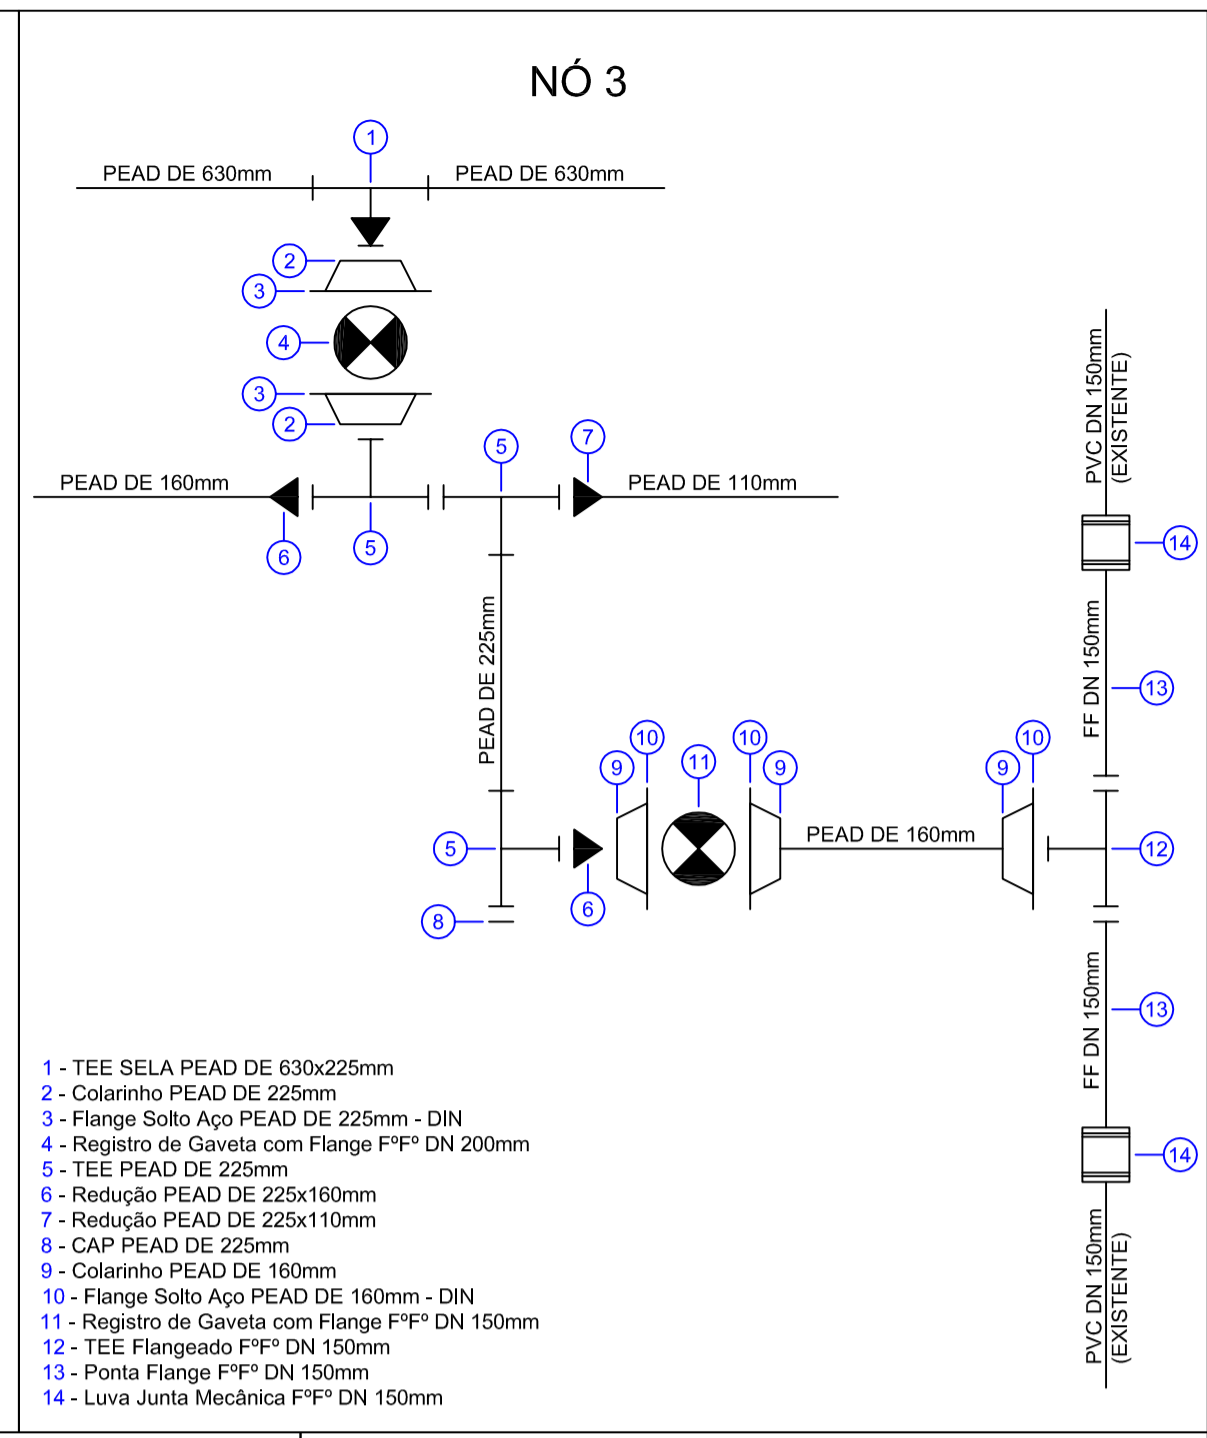 NÓ 3
1
PEAD DE 630mm
PEAD DE 630mm
2
3
4
3
2
5
7
PEAD DE 160mm
PEAD DE 110mm
6
5
PEAD DE 225mm
PVC DN 150mm
(EXISTENTE)
14
FF DN 150mm
13
10
10
10
9
11
9
9
5
PEAD DE 160mm
12
6
8
FF DN 150mm
13
14
PVC DN 150mm
(EXISTENTE)
1 - TEE SELA PEAD DE 630x225mm
2 - Colarinho PEAD DE 225mm
3 - Flange Solto Aço PEAD DE 225mm - DIN
4 - Registro de Gaveta com Flange FºFº DN 200mm
5 - TEE PEAD DE 225mm
6 - Redução PEAD DE 225x160mm
7 - Redução PEAD DE 225x110mm
8 - CAP PEAD DE 225mm
9 - Colarinho PEAD DE 160mm
10 - Flange Solto Aço PEAD DE 160mm - DIN
11 - Registro de Gaveta com Flange FºFº DN 150mm
12 - TEE Flangeado FºFº DN 150mm
13 - Ponta Flange FºFº DN 150mm
14 - Luva Junta Mecânica FºFº DN 150mm